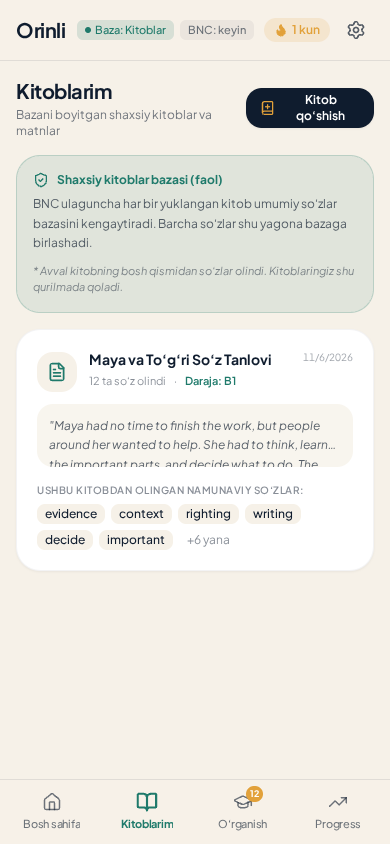 Orinli
Baza: Kitoblar
BNC: keyin
1 kun
Kitoblarim
Bazani boyitgan shaxsiy kitoblar va
matnlar
Kitob
qo‘shish
Shaxsiy kitoblar bazasi (faol)
BNC ulaguncha har bir yuklangan kitob umumiy so‘zlar
bazasini kengaytiradi. Barcha so‘zlar shu yagona bazaga
birlashadi.
* Avval kitobning bosh qismidan so‘zlar olindi. Kitoblaringiz shu
qurilmada qoladi.
Maya va To‘g‘ri So‘z Tanlovi
11/6/2026
12 ta so‘z olindi · Daraja: B1
"Maya had no time to finish the work, but people
around her wanted to help. She had to think, learn...
the important parts, and decide what to do. The
USHBU KITOBDAN OLINGAN NAMUNAVIY SO‘ZLAR:
evidence context righting writing
decide important +6 yana
12
Bosh sahifa Kitoblarim O‘rganish Progress